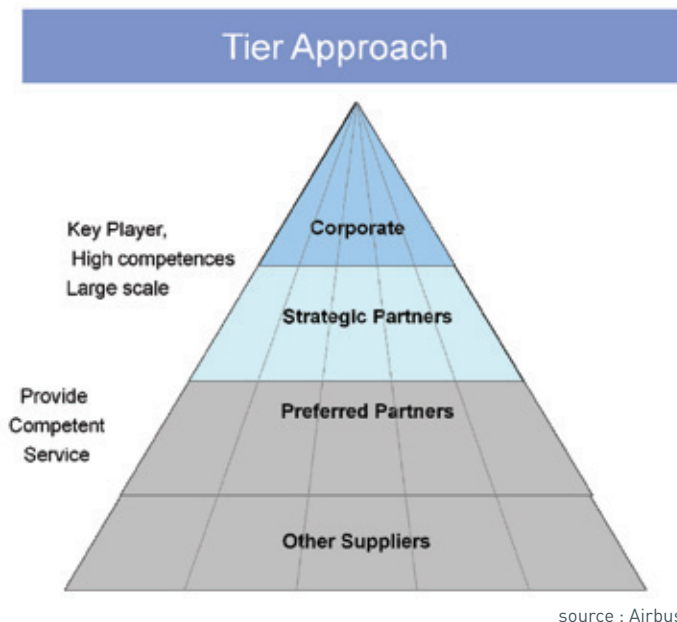 Tier Approach
Corporate
Key Player,
High competences
Large scale
Strategic Partners
Provide
Competent
Service
Preferred Partners
Other Suppliers
source : Airbus